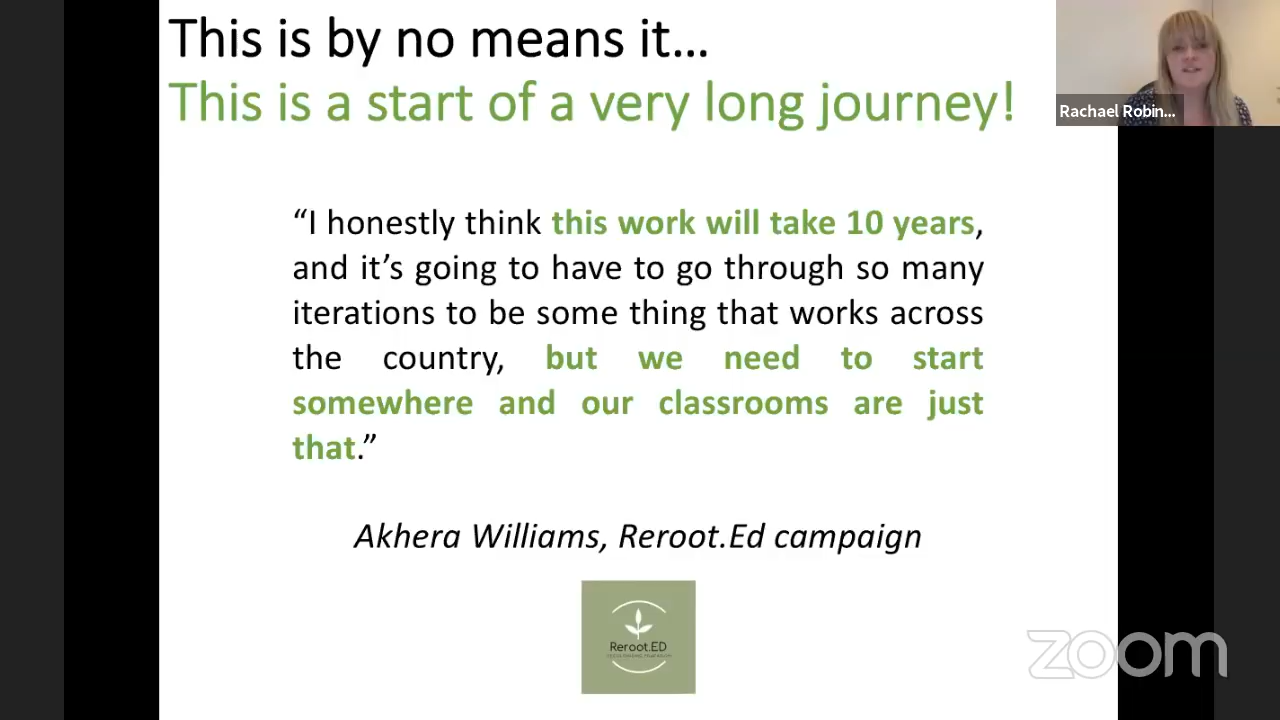 This is by no means it…
This is a start of a very long journey!
Rachael Robin...
“I honestly think this work will take 10 years,
and it’s going to have to go through so many
iterations to be some thing that works across
the country, but we need to start
somewhere and our classrooms are just
that.”
Akhera Williams, Reroot.Ed campaign
Reroot.ED
zoom